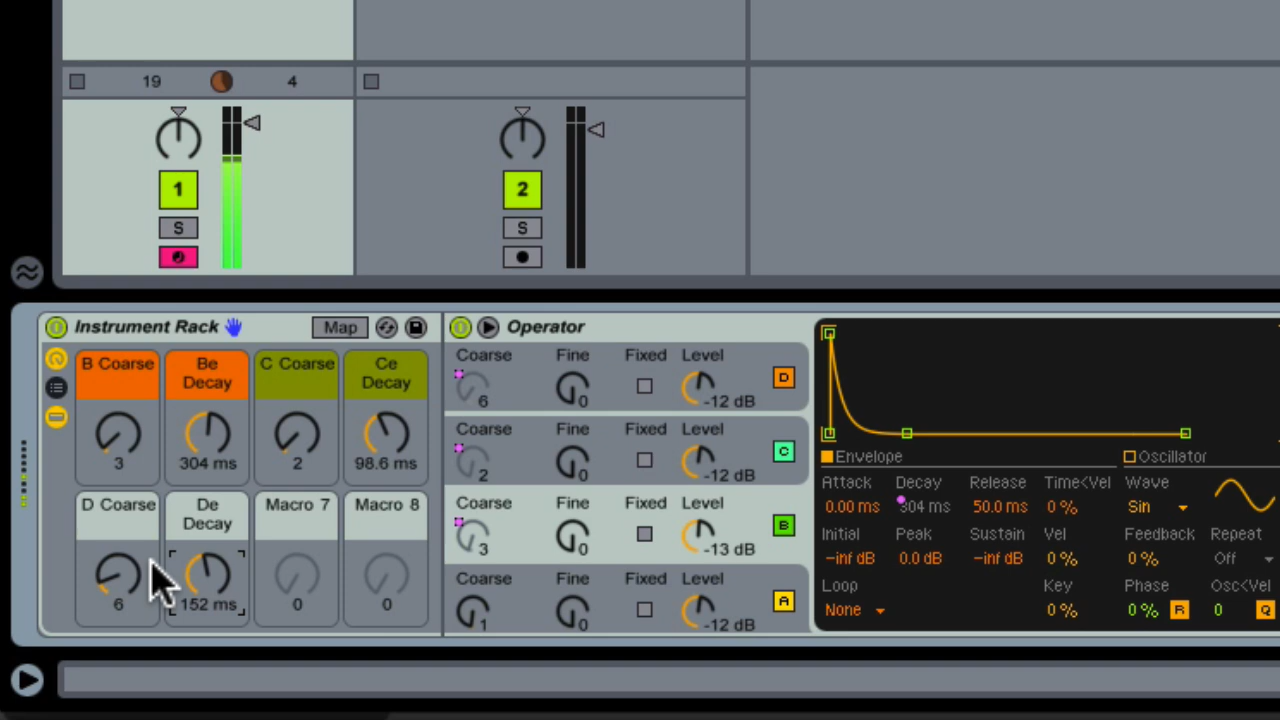 19 4
1 2
S S
Instrument Rack Map Operator
B Coarse Be Decay C Coarse Ce Decay
3 304 ms 2 98.6 ms
D Coarse De Decay Macro 7 Macro 8
6 152 ms 0 0
Coarse Fine Fixed Level
6 0 -12 dB D
Coarse Fine Fixed Level
2 0 -12 dB C
Coarse Fine Fixed Level
3 0 -13 dB B
Coarse Fine Fixed Level
1 0 -12 dB A
Envelope Oscillator
Attack Decay Release Time<Vel Wave
0.00 ms 304 ms 50.0 ms 0 % Sin
Initial Peak Sustain Vel Feedback Repeat
-inf dB 0.0 dB -inf dB 0 % 0 % Off
Loop Key Phase Osc<Vel
None 0 % 0 % R 0 Q